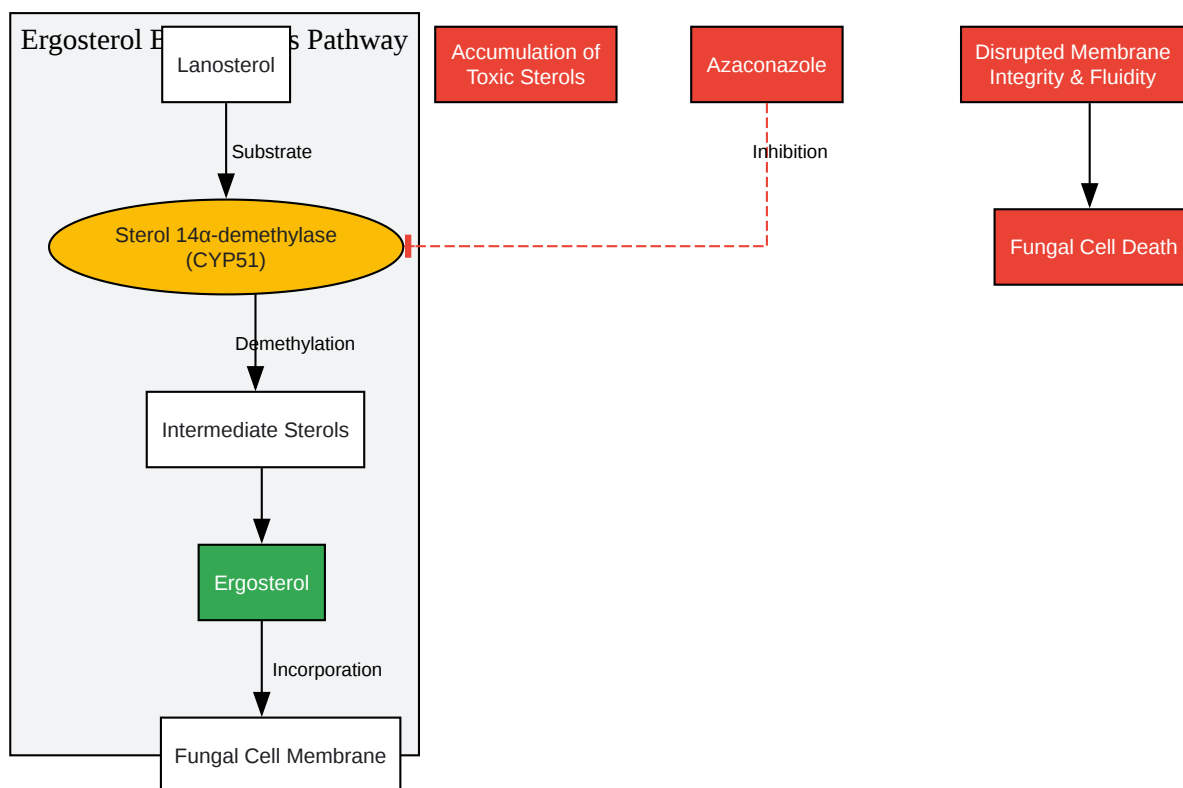 Ergosterol B s Pathway
Lanosterol
Substrate
Sterol 14α-demethylase
(CYP51)
Demethylation
Intermediate Sterols
Ergosterol
Incorporation
Fungal Cell Membrane
Accumulation of
Toxic Sterols
Azaconazole
Inhibition
Disrupted Membrane
Integrity & Fluidity
Fungal Cell Death